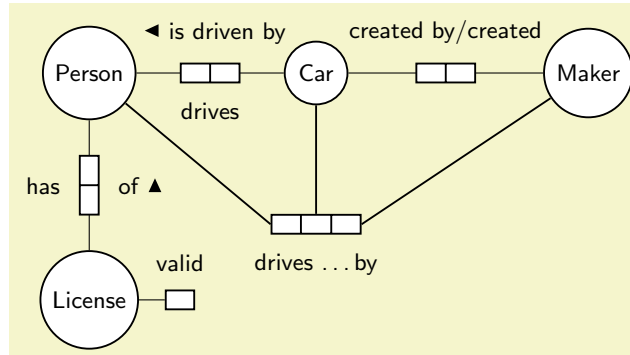 ◄ is driven by
created by/created
Person
Car
Maker
drives
has
of ▲
drives ... by
valid
License